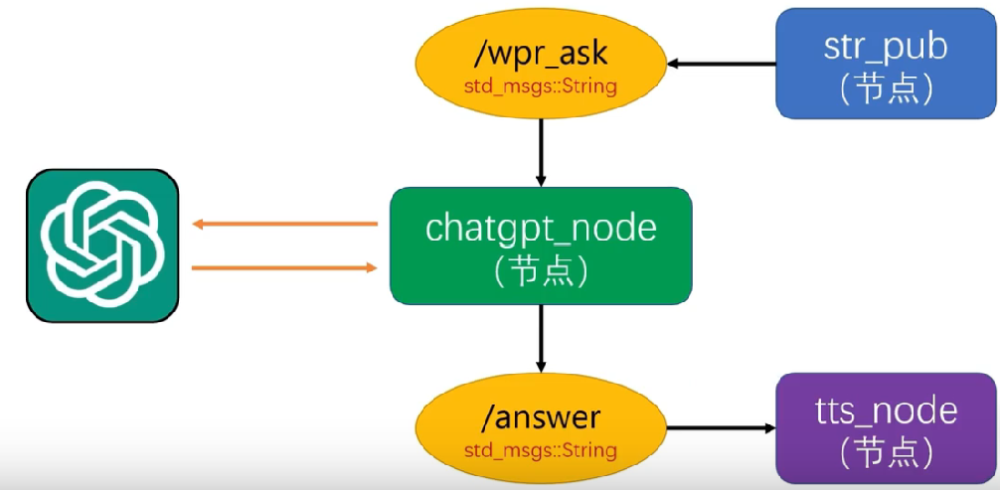 /wpr_ask
std_msgs::String
str_pub
（节点）
chatgpt_node
（节点）
/answer
std_msgs::String
tts_node
（节点）